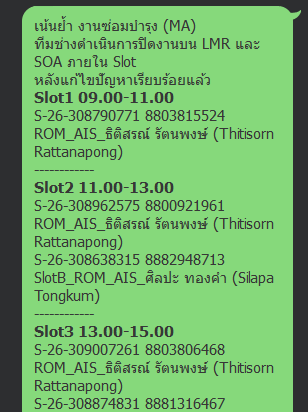 เน้นย้ำ งานซ่อมบำรุง (MA)
ทีมช่างดำเนินการปิดงานบน LMR และ
SOA ภายใน Slot
หลังแก้ไขปัญหาเรียบร้อยแล้ว
Slot1 09.00-11.00
S-26-308790771 8803815524
ROM_AIS_ธิติสรณ์ รัตนพงษ์ (Thitisorn
Rattanapong)
------------
Slot2 11.00-13.00
S-26-308962575 8800921961
ROM_AIS_ธิติสรณ์ รัตนพงษ์ (Thitisorn
Rattanapong)
S-26-308638315 8882948713
SlotB_ROM_AIS_ศิลปะ ทองคำ (Silapa
Tongkum)
------------
Slot3 13.00-15.00
S-26-309007261 8803806468
ROM_AIS_ธิติสรณ์ รัตนพงษ์ (Thitisorn
Rattanapong)
S-26-308874831 8881316467